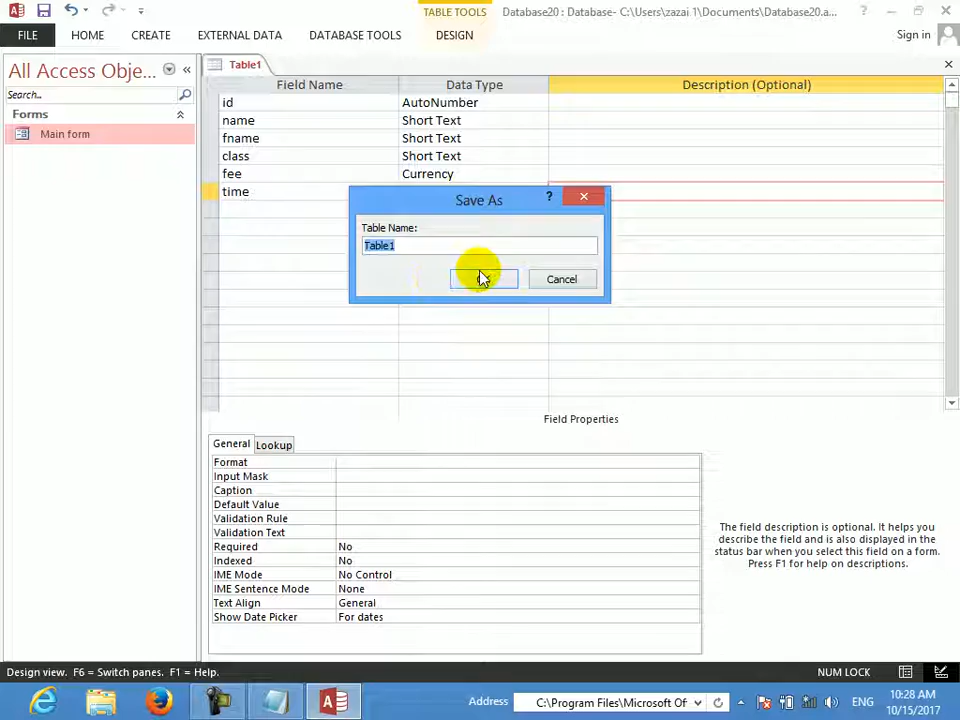 TABLE TOOLS
Database20 : Database- C:\Users\zazai 1\Documents\Database20.a...
FILE
HOME
CREATE
EXTERNAL DATA
DATABASE TOOLS
DESIGN
Sign in
All Access Obje...
Search...
Forms
Main form
Table1
Field Name
Data Type
Description (Optional)
id
AutoNumber
name
Short Text
fname
Short Text
class
Short Text
fee
Currency
time
Save As
Table Name:
Table1
Cancel
Field Properties
General
Lookup
Format
Input Mask
Caption
Default Value
Validation Rule
Validation Text
Required
No
Indexed
No
IME Mode
No Control
IME Sentence Mode
None
Text Align
General
Show Date Picker
For dates
The field description is optional. It helps you
describe the field and is also displayed in the
status bar when you select this field on a form.
Press F1 for help on descriptions.
Design view. F6 = Switch panes. F1 = Help.
NUM LOCK
Address
C:\Program Files\Microsoft Of
ENG
10:28 AM
10/15/2017